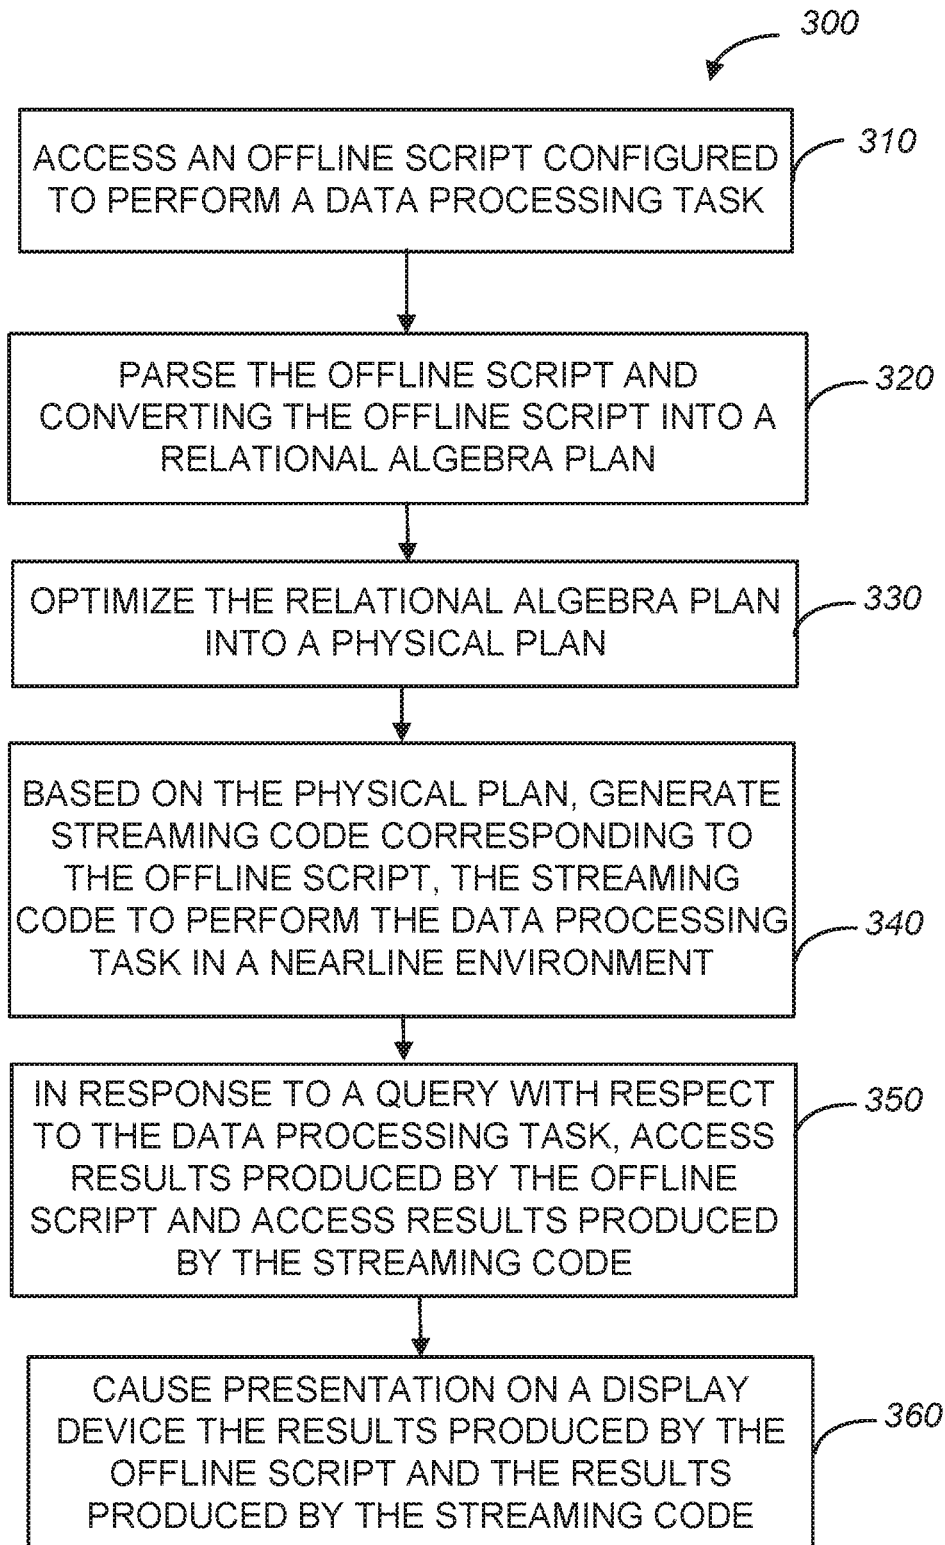 300
ACCESS AN OFFLINE SCRIPT CONFIGURED
TO PERFORM A DATA PROCESSING TASK
310
PARSE THE OFFLINE SCRIPT AND
CONVERTING THE OFFLINE SCRIPT INTO A
RELATIONAL ALGEBRA PLAN
320
OPTIMIZE THE RELATIONAL ALGEBRA PLAN
INTO A PHYSICAL PLAN
330
BASED ON THE PHYSICAL PLAN, GENERATE
STREAMING CODE CORRESPONDING TO
THE OFFLINE SCRIPT, THE STREAMING
CODE TO PERFORM THE DATA PROCESSING
TASK IN A NEARLINE ENVIRONMENT
340
IN RESPONSE TO A QUERY WITH RESPECT
TO THE DATA PROCESSING TASK, ACCESS
RESULTS PRODUCED BY THE OFFLINE
SCRIPT AND ACCESS RESULTS PRODUCED
BY THE STREAMING CODE
350
CAUSE PRESENTATION ON A DISPLAY
DEVICE THE RESULTS PRODUCED BY THE
OFFLINE SCRIPT AND THE RESULTS
PRODUCED BY THE STREAMING CODE
360